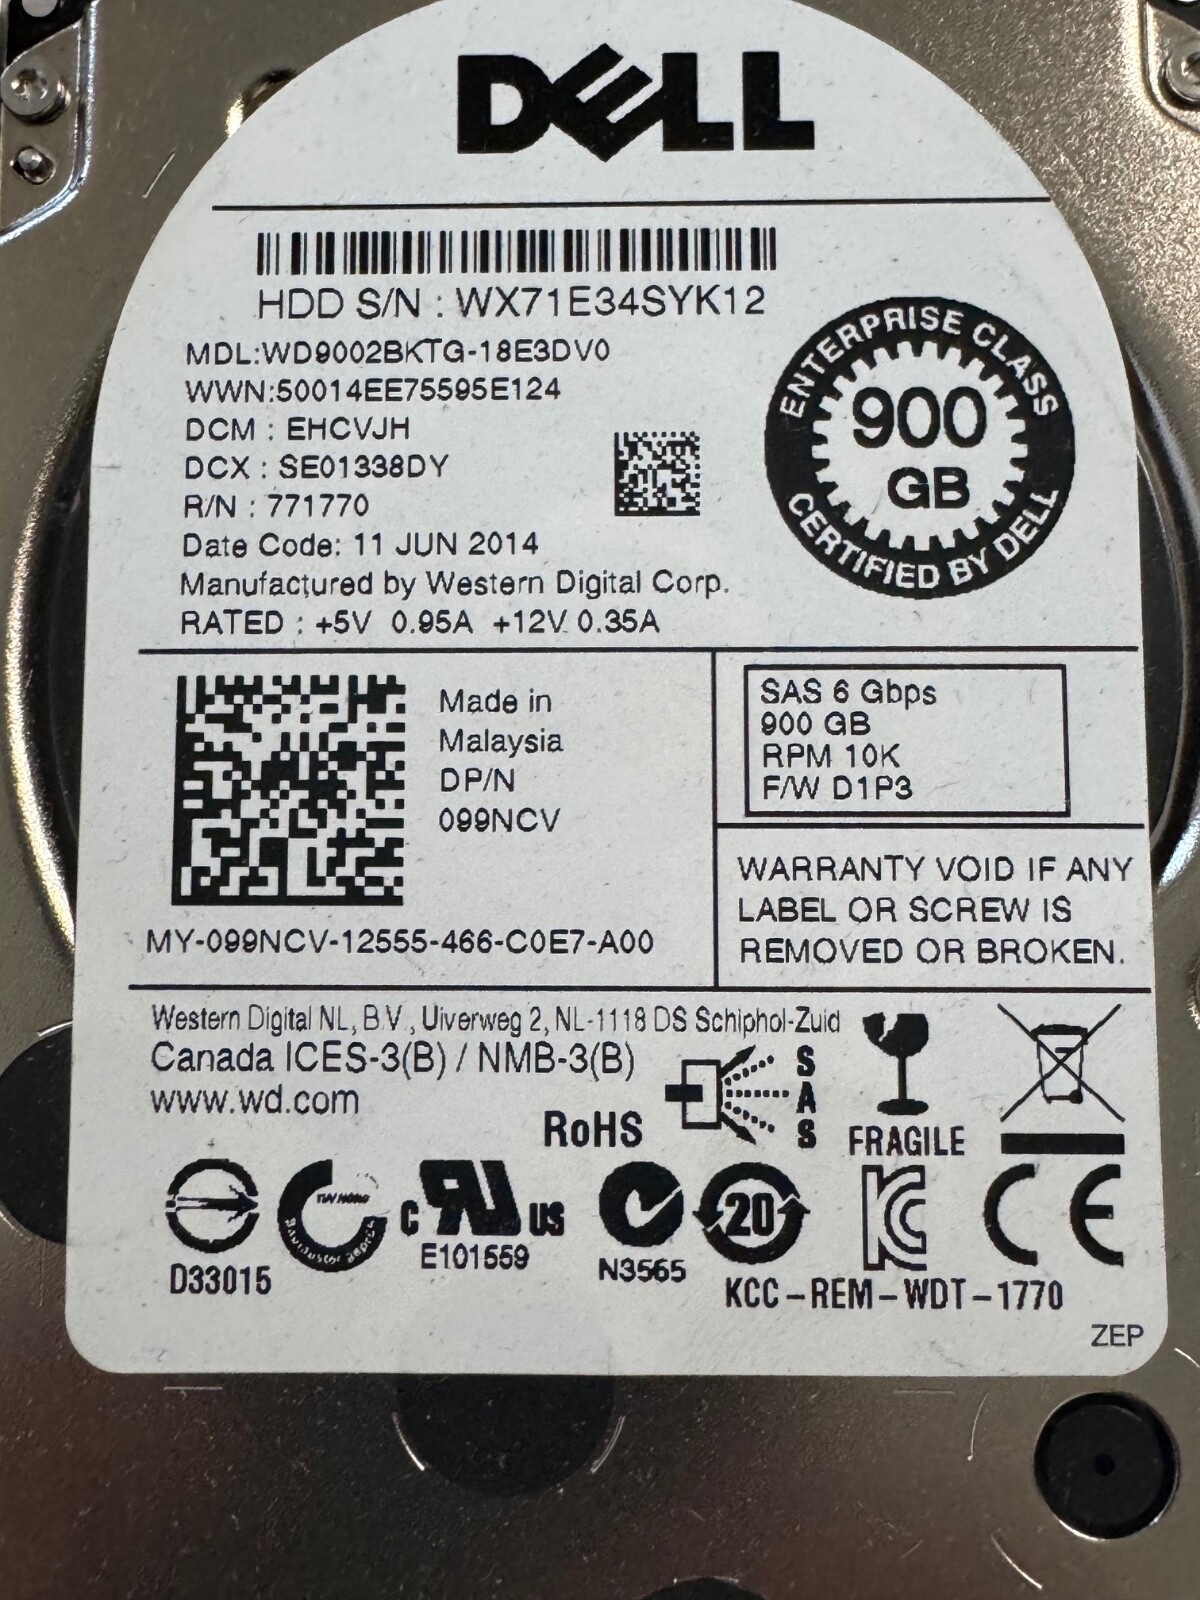 DELL
HDD S/N : WX71E34SYK12
MDL:WD9002BKTG-18E3DV0
WWN:50014EE75595E124
DCM : EHCVJH
DCX : SE01338DY
R/N : 771770
Date Code: 11 JUN 2014
Manufactured by Western Digital Corp.
RATED : +5V 0.95A +12V 0.35A
ENTERPRISE CLASS
900
GB
CERTIFIED BY DELL
Made in
Malaysia
DP/N
099NCV
MY-099NCV-12555-466-C0E7-A00
SAS 6 Gbps
900 GB
RPM 10K
F/W D1P3
WARRANTY VOID IF ANY
LABEL OR SCREW IS
REMOVED OR BROKEN.
Western Digital NL, B.V., Uiverweg 2, NL-1118 DS Schiphol-Zuid
Canada ICES-3(B) / NMB-3(B)
www.wd.com
RoHS
SAS
FRAGILE
D33015
c RU US
E101559
N3565
20
KC
CE
KCC-REM-WDT-1770
ZEP